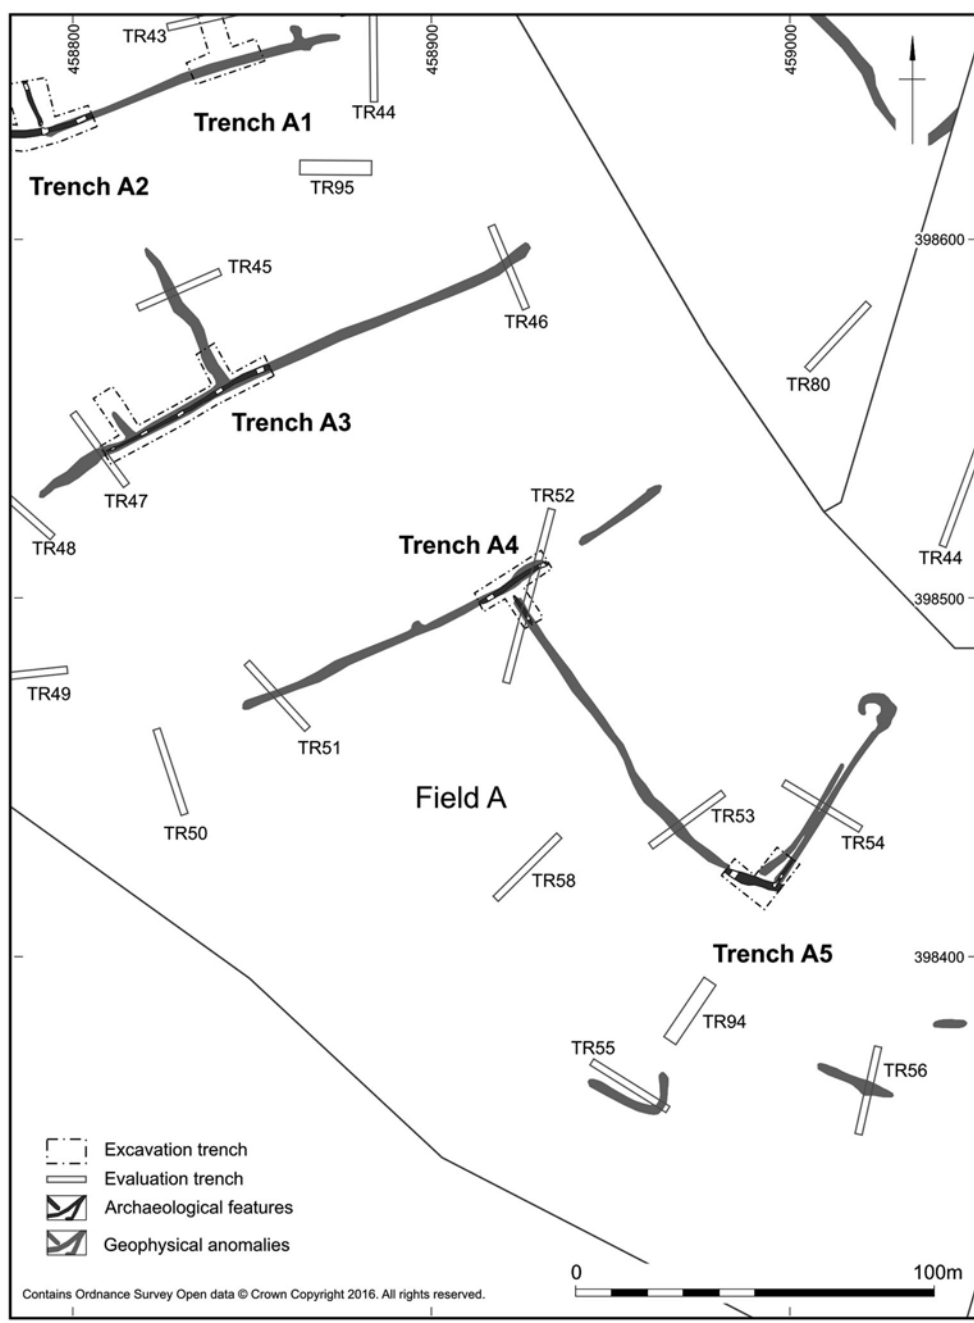 TR43
458800
458900
459000
Trench A1
TR44
Trench A2
TR95
398600
TR45
TR46
TR80
Trench A3
TR47
TR52
TR48
Trench A4
TR44
398500
TR49
TR51
Field A
TR53
TR50
TR54
TR58
Trench A5
398400
TR94
TR55
TR56
Excavation trench
Evaluation trench
Archaeological features
Geophysical anomalies
0
100m
Contains Ordnance Survey Open data © Crown Copyright 2016. All rights reserved.